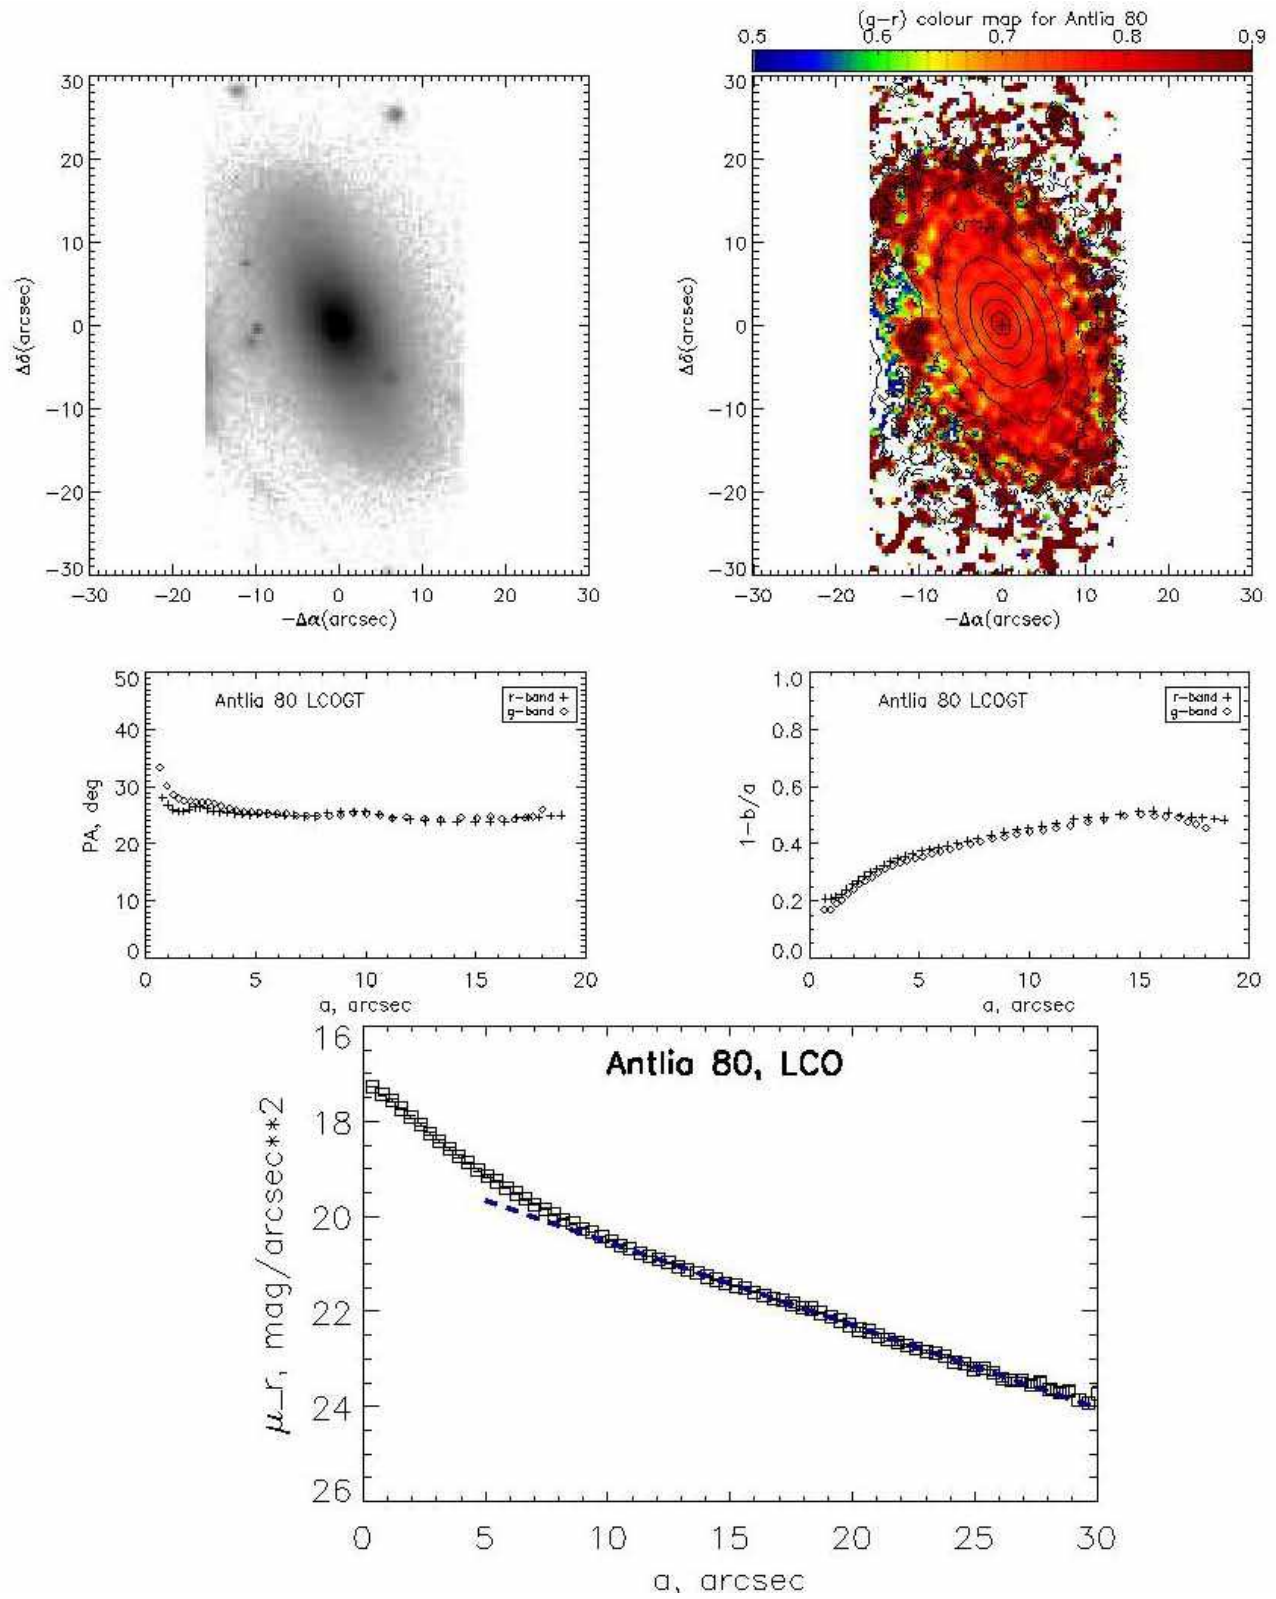 (g-r) colour map for Antlia 80
0.5 0.6 0.7 0.8 0.9
30
20
10
0
-10
-20
-30
Δδ(arcsec)
-30 -20 -10 0 10 20 30
-Δα(arcsec)
30
20
10
0
-10
-20
-30
Δδ(arcsec)
-30 -20 -10 0 10 20 30
-Δα(arcsec)
Antlia 80 LCOGT
r-band +
g-band ◇
50
40
30
20
10
0
PA, deg
0 5 10 15 20
a, arcsec
Antlia 80 LCOGT
r-band +
g-band ◇
1.0
0.8
0.6
0.4
0.2
0.0
1-b/a
0 5 10 15 20
a, arcsec
Antlia 80, LCO
16
18
20
22
24
26
μ_r, mag/arcsec**2
0 5 10 15 20 25 30
a, arcsec